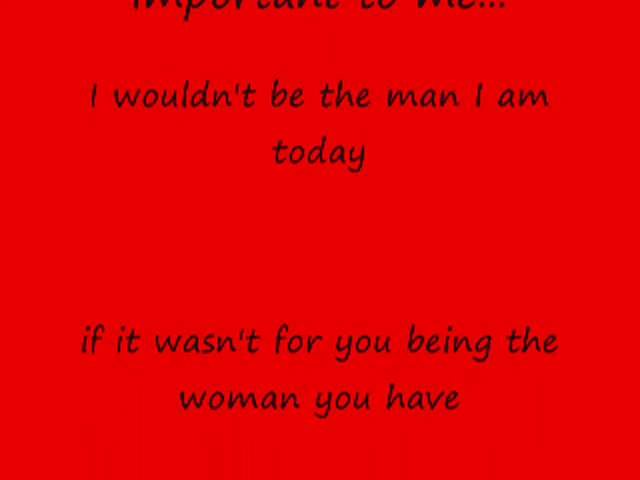 important to me...
I wouldn't be the man I am
today
if it wasn't for you being the
woman you have